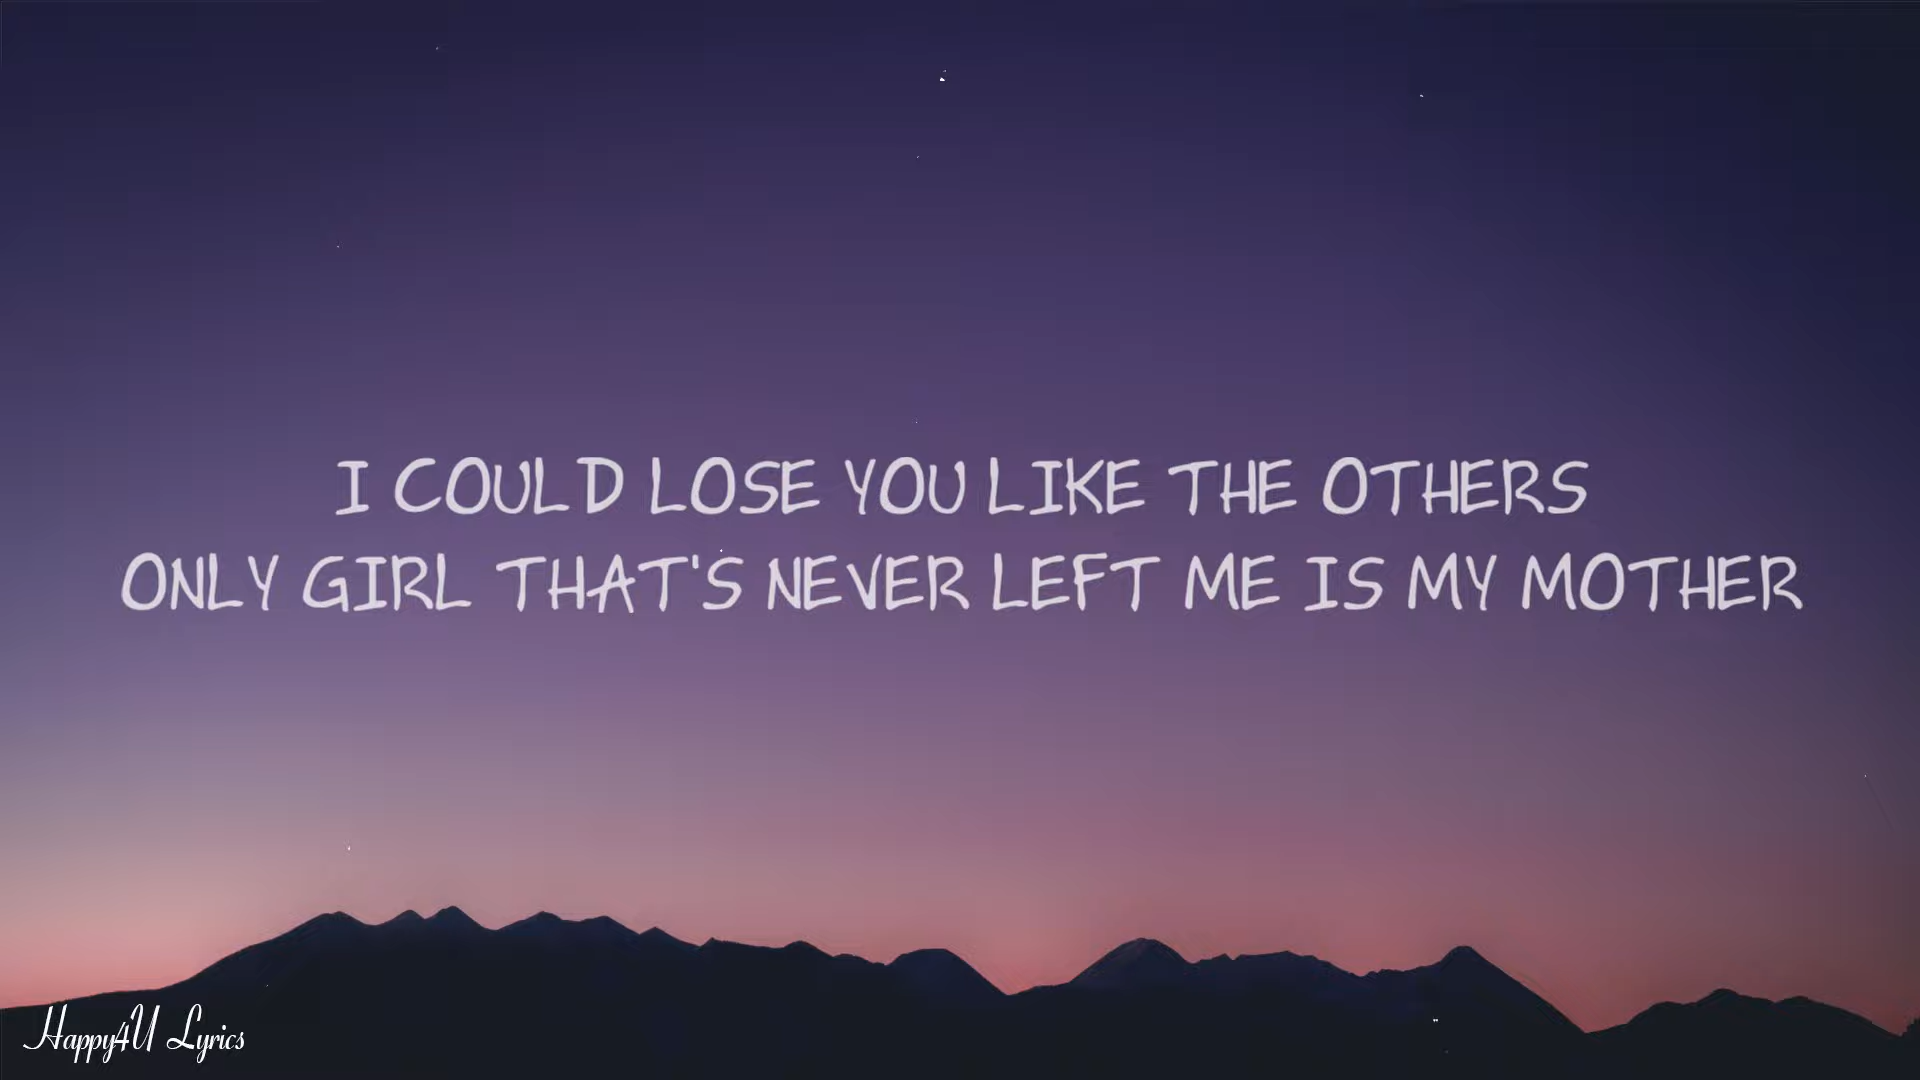 I COULD LOSE YOU LIKE THE OTHERS
ONLY GIRL THAT'S NEVER LEFT ME IS MY MOTHER
Happy4U Lyrics